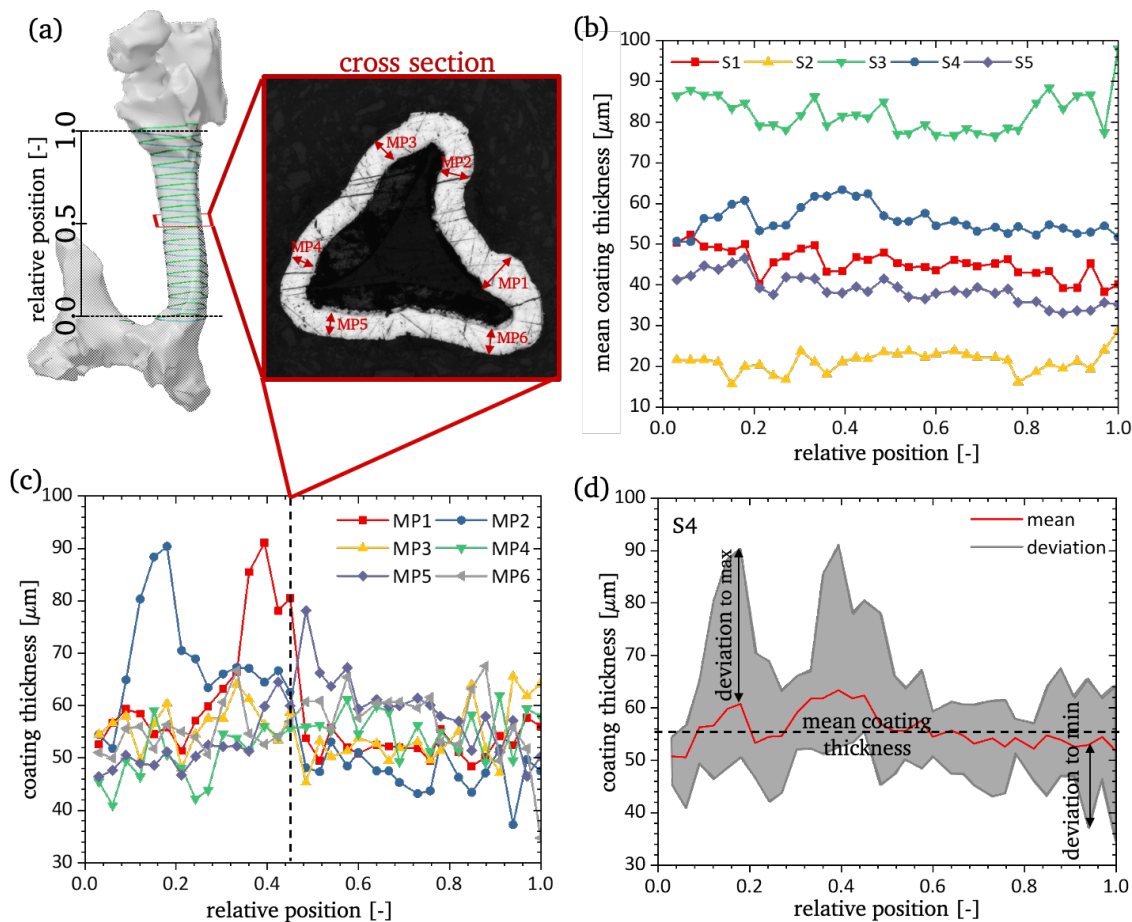 (a)
cross section
relative position [-]
1.0
0.5
0.0
MP3
MP2
MP4
MP1
MP5
MP6
(b)
mean coating thickness [μm]
100
90
80
70
60
50
40
30
20
10
S1 S2 S3 S4 S5
0.0 0.2 0.4 0.6 0.8 1.0
relative position [-]
(c)
coating thickness [μm]
100
90
80
70
60
50
40
30
MP1 MP2
MP3 MP4
MP5 MP6
0.0 0.2 0.4 0.6 0.8 1.0
relative position [-]
(d)
coating thickness [μm]
100
90
80
70
60
50
40
30
S4
mean
deviation
deviation to max
mean coating
thickness
deviation to min
0.0 0.2 0.4 0.6 0.8 1.0
relative position [-]